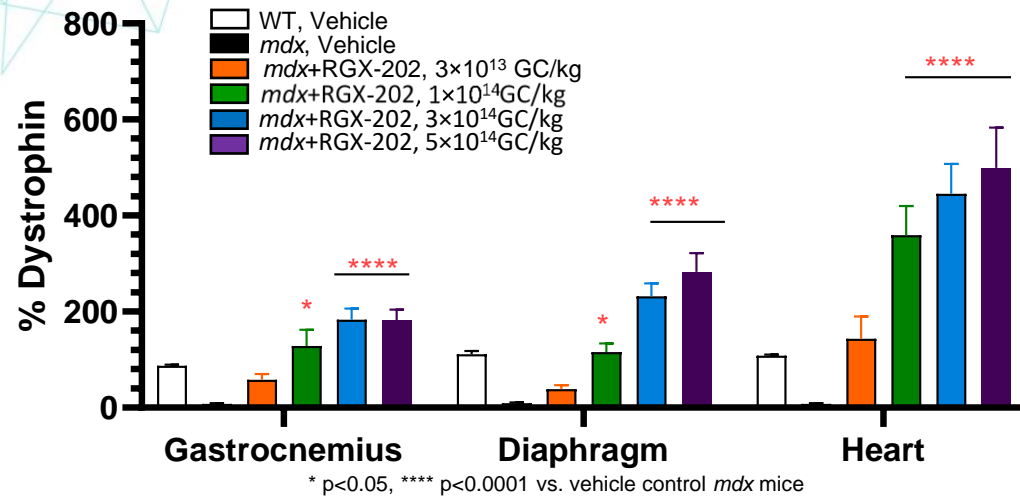 800
600
400
200
0
% Dystrophin
WT, Vehicle
mdx, Vehicle
mdx+RGX-202, 3×10¹³ GC/kg
mdx+RGX-202, 1×10¹⁴GC/kg
mdx+RGX-202, 3×10¹⁴GC/kg
mdx+RGX-202, 5×10¹⁴GC/kg
*
****
*
****
****
Gastrocnemius
Diaphragm
Heart
* p<0.05, **** p<0.0001 vs. vehicle control mdx mice